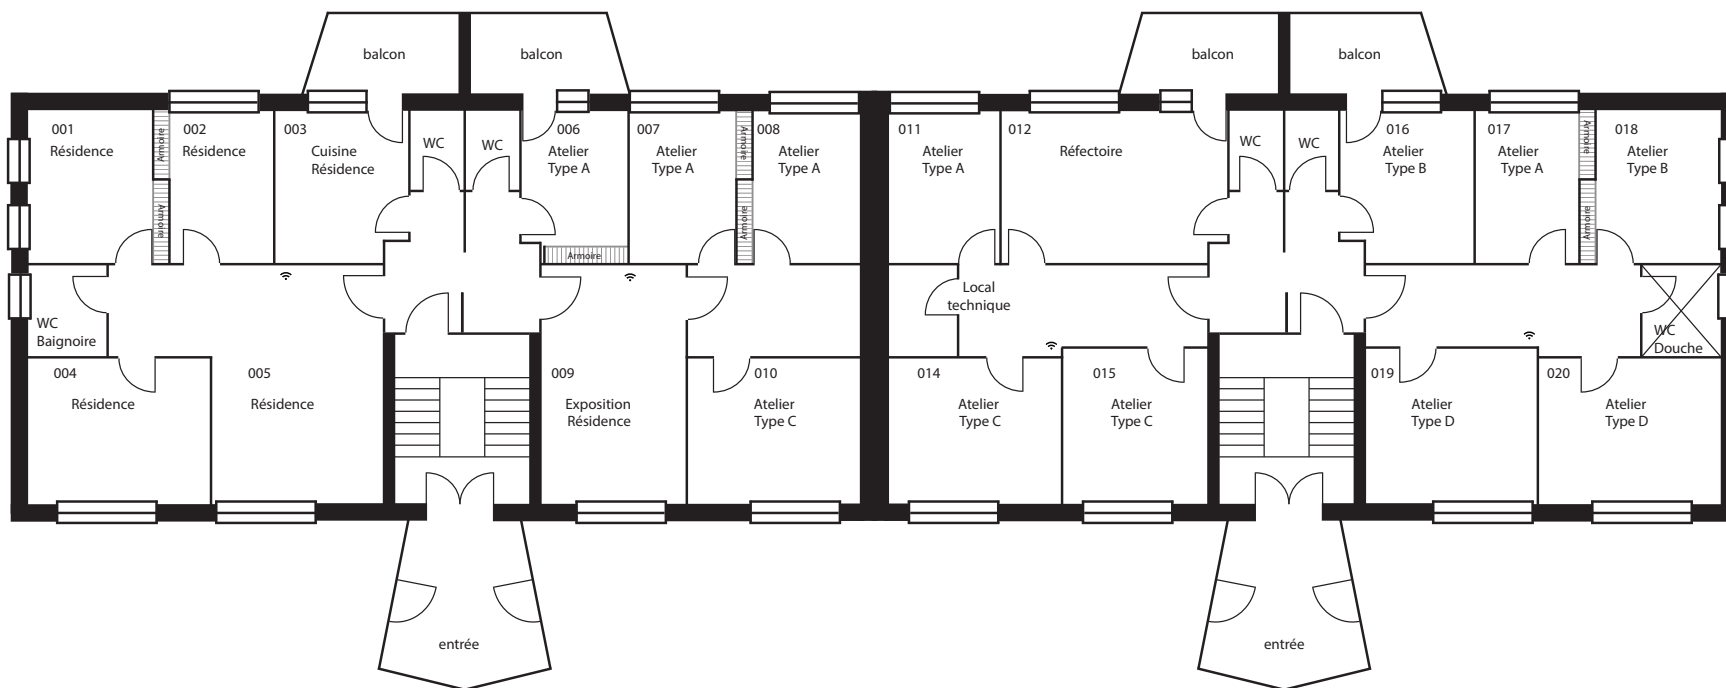 balcon
balcon
balcon
balcon
001
Résidence
Armoire
Armoire
002
Résidence
003
Cuisine
Résidence
WC
WC
006
Atelier
Type A
Armoire
007
Atelier
Type A
Armoire
Armoire
008
Atelier
Type A
011
Atelier
Type A
012
Réfectoire
WC
WC
016
Atelier
Type B
017
Atelier
Type A
Armoire
Armoire
018
Atelier
Type B
WC
Baignoire
Local
technique
WC
Douche
004
Résidence
005
Résidence
009
Exposition
Résidence
010
Atelier
Type C
014
Atelier
Type C
015
Atelier
Type C
019
Atelier
Type D
020
Atelier
Type D
entrée
entrée